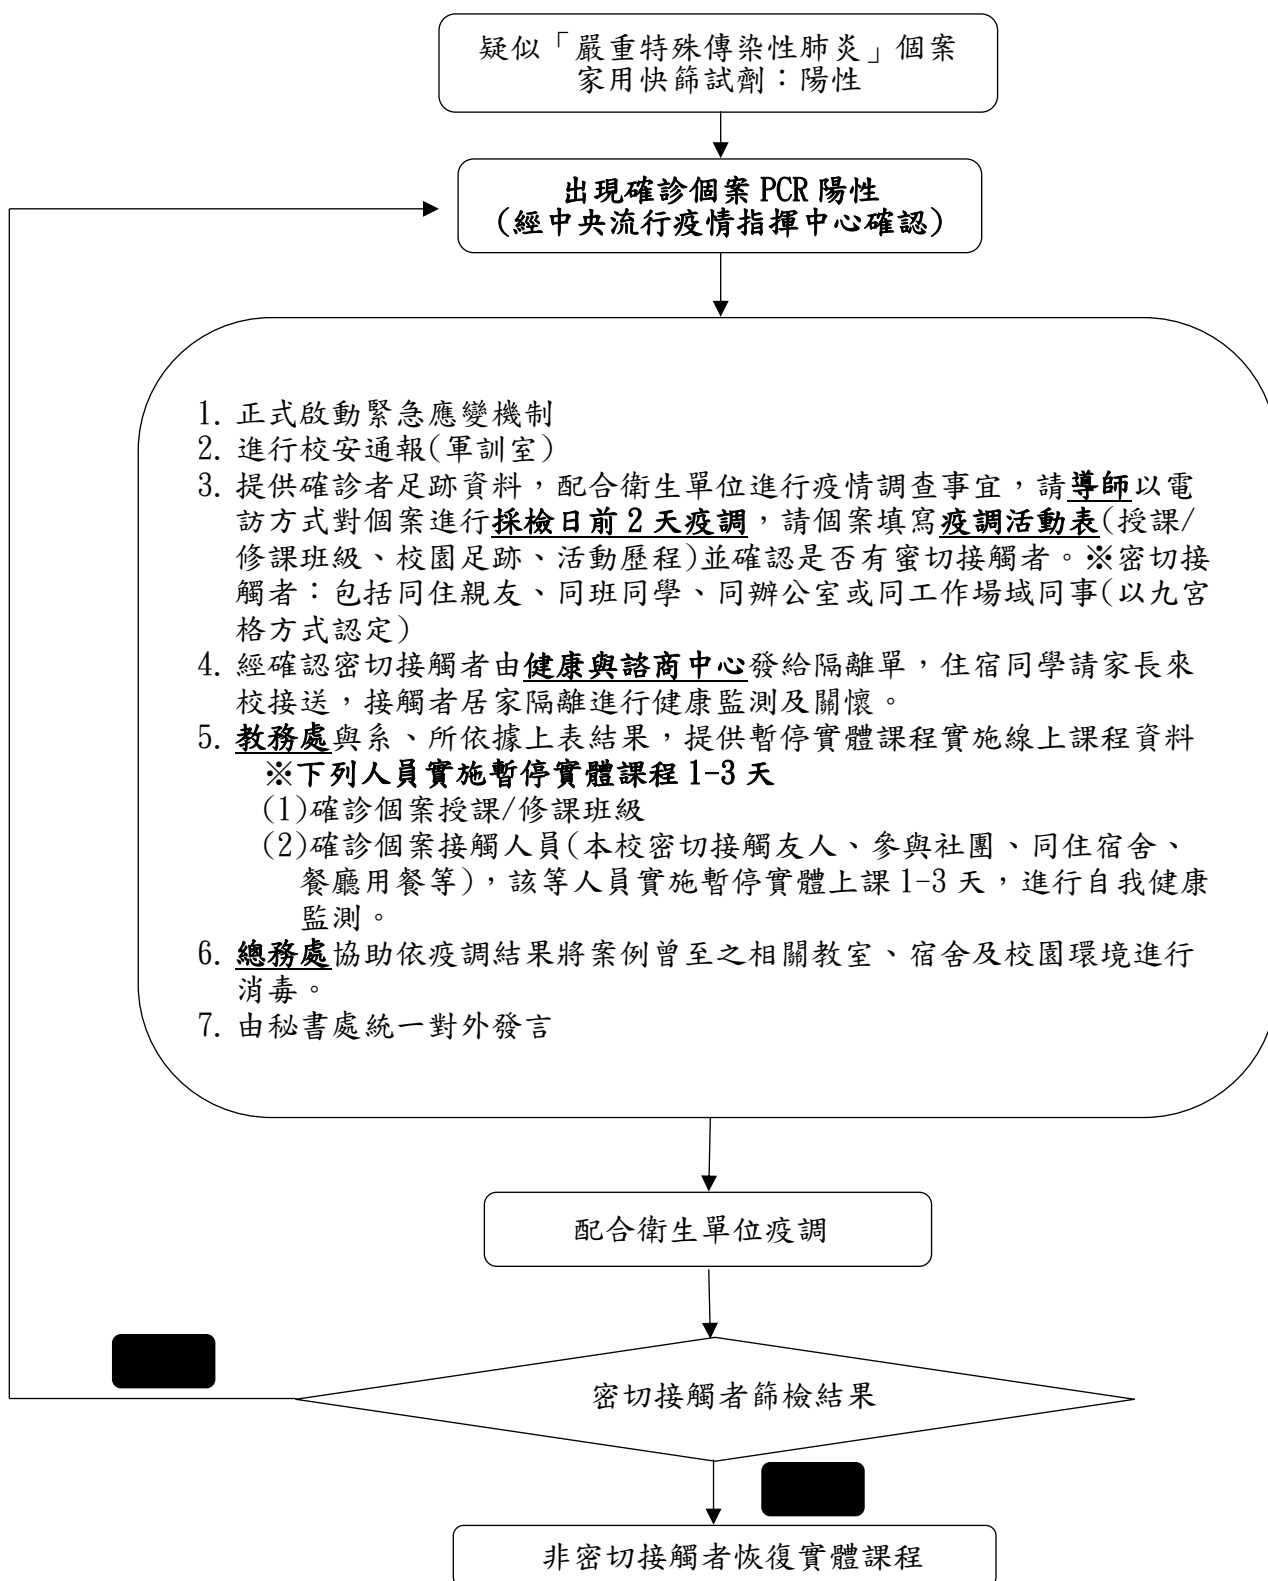 疑似「嚴重特殊傳染性肺炎」個案
家用快篩試劑：陽性
出現確診個案 PCR 陽性
(經中央流行疫情指揮中心確認)
1. 正式啟動緊急應變機制
2. 進行校安通報(軍訓室)
3. 提供確診者足跡資料，配合衛生單位進行疫情調查事宜，請導師以電
訪方式對個案進行採檢日前 2 天疫調，請個案填寫疫調活動表(授課/
修課班級、校園足跡、活動歷程)並確認是否有蜜切接觸者。※密切接
觸者：包括同住親友、同班同學、同辦公室或同工作場域同事(以九宮
格方式認定)
4. 經確認密切接觸者由健康與諮商中心發給隔離單，住宿同學請家長來
校接送，接觸者居家隔離進行健康監測及關懷。
5. 教務處與系、所依據上表結果，提供暫停實體課程實施線上課程資料
※下列人員實施暫停實體課程 1-3 天
(1)確診個案授課/修課班級
(2)確診個案接觸人員(本校密切接觸友人、參與社團、同住宿舍、
餐廳用餐等)，該等人員實施暫停實體上課 1-3 天，進行自我健康
監測。
6. 總務處協助依疫調結果將案例曾至之相關教室、宿舍及校園環境進行
消毒。
7. 由秘書處統一對外發言
配合衛生單位疫調
密切接觸者篩檢結果
非密切接觸者恢復實體課程